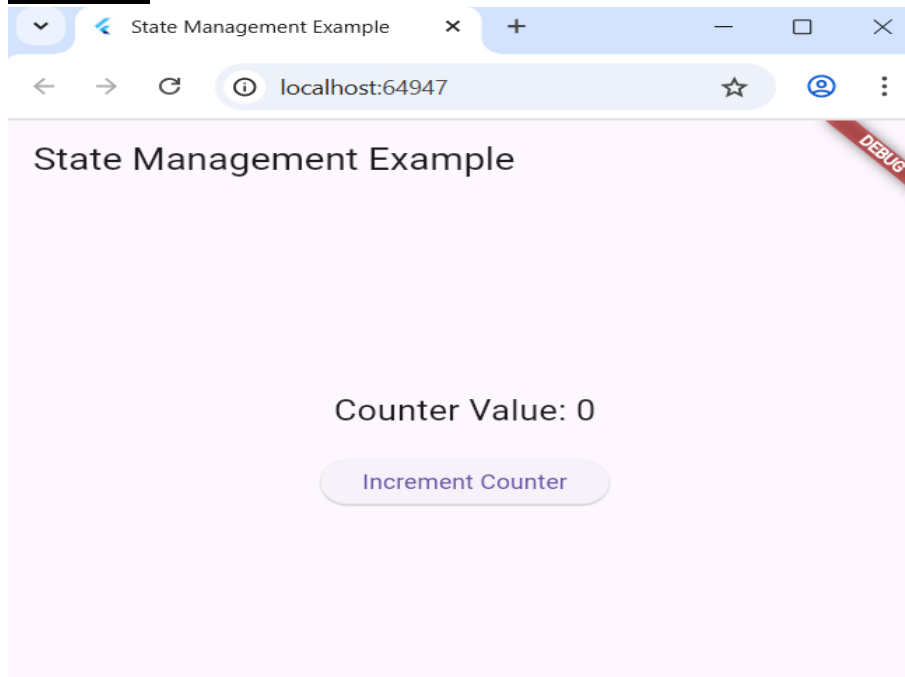 State Management Example
localhost:64947
State Management Example
DEBUG
Counter Value: 0
Increment Counter